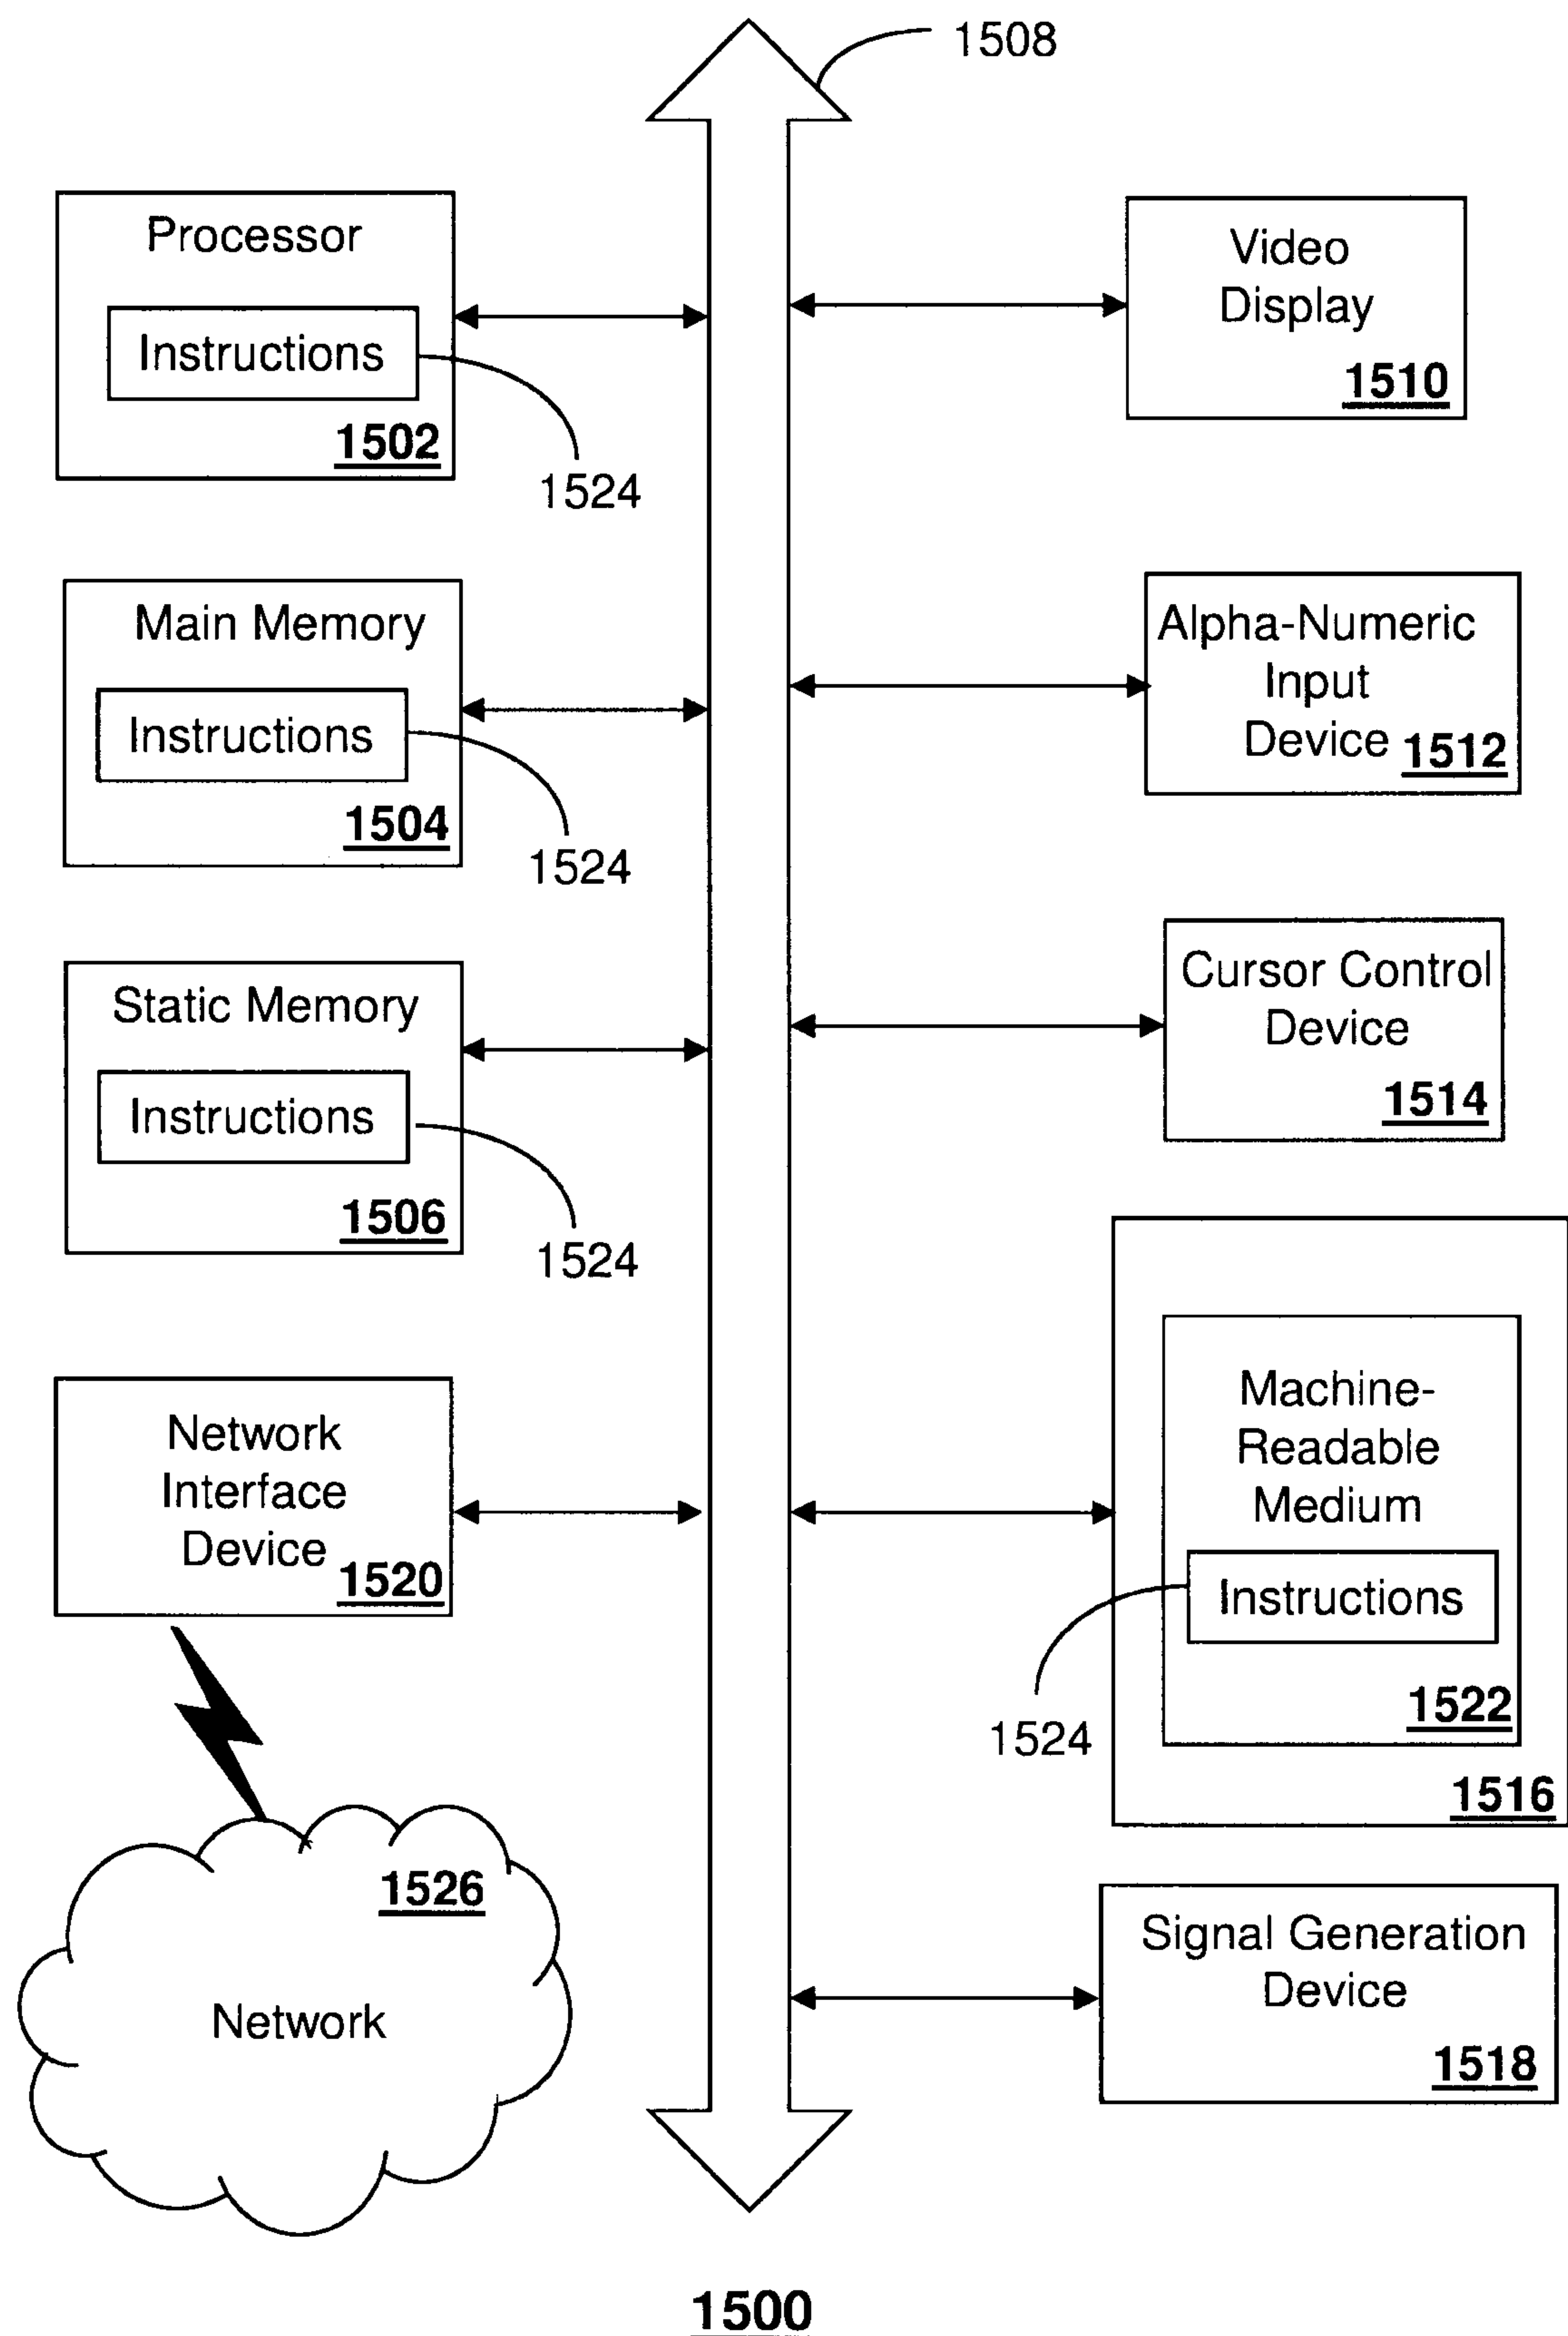 1508
Processor
Instructions
1502
1524
Video
Display
1510
Main Memory
Instructions
1504
1524
Alpha-Numeric
Input
Device 1512
Static Memory
Instructions
1506
1524
Cursor Control
Device
1514
Network
Interface
Device 1520
Machine-
Readable
Medium
Instructions
1524
1522
1516
1526
Network
Signal Generation
Device
1518
1500